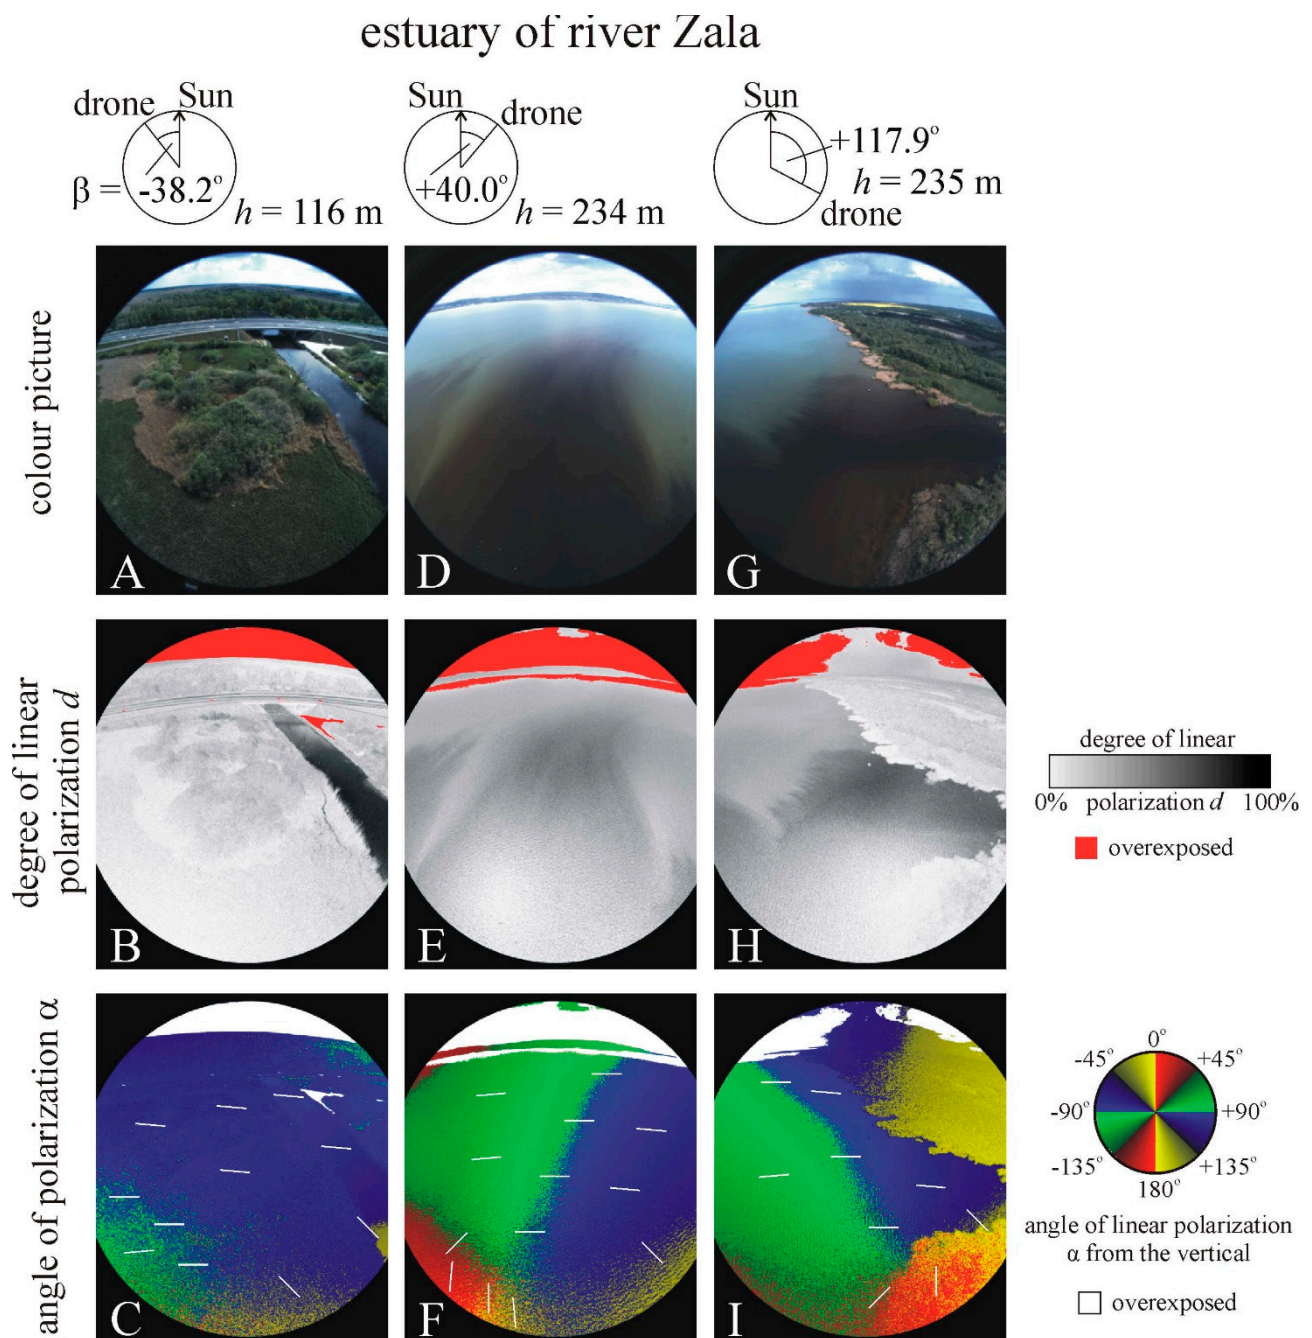 estuary of river Zala
drone Sun
β = -38.2° h = 116 m
Sun drone
+40.0° h = 234 m
Sun
+117.9°
h = 235 m
drone
colour picture
A
D
G
degree of linear
polarization d
B
E
H
degree of linear
0% polarization d 100%
overexposed
angle of polarization α
C
F
I
0°
-45° +45°
-90° +90°
-135° +135°
180°
angle of linear polarization
α from the vertical
overexposed